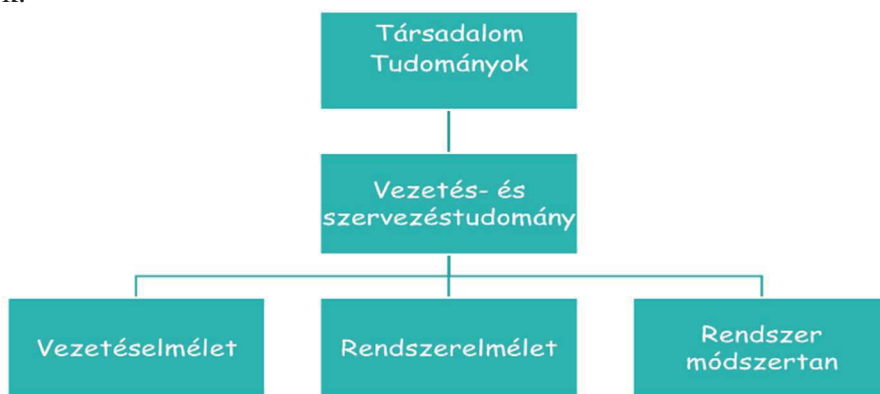 Társadalom
Tudományok
Vezetés- és
szervezéstudomány
Vezetéselmélet
Rendszerelmélet
Rendszer
módszertan